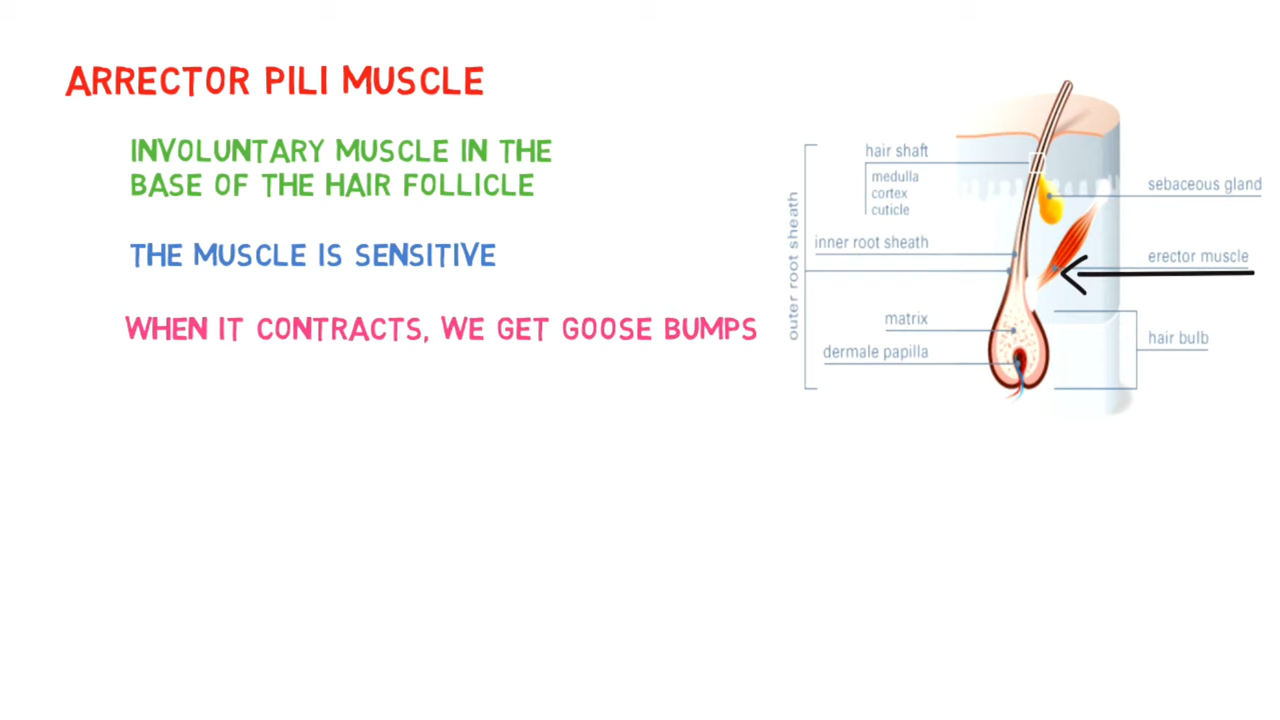 ARRECTOR PILI MUSCLE
INVOLUNTARY MUSCLE IN THE
BASE OF THE HAIR FOLLICLE
THE MUSCLE IS SENSITIVE
WHEN IT CONTRACTS, WE GET GOOSE BUMPS
outer root sheath
hair shaft
medulla
cortex
cuticle
inner root sheath
matrix
dermale papilla
sebaceous gland
erector muscle
hair bulb